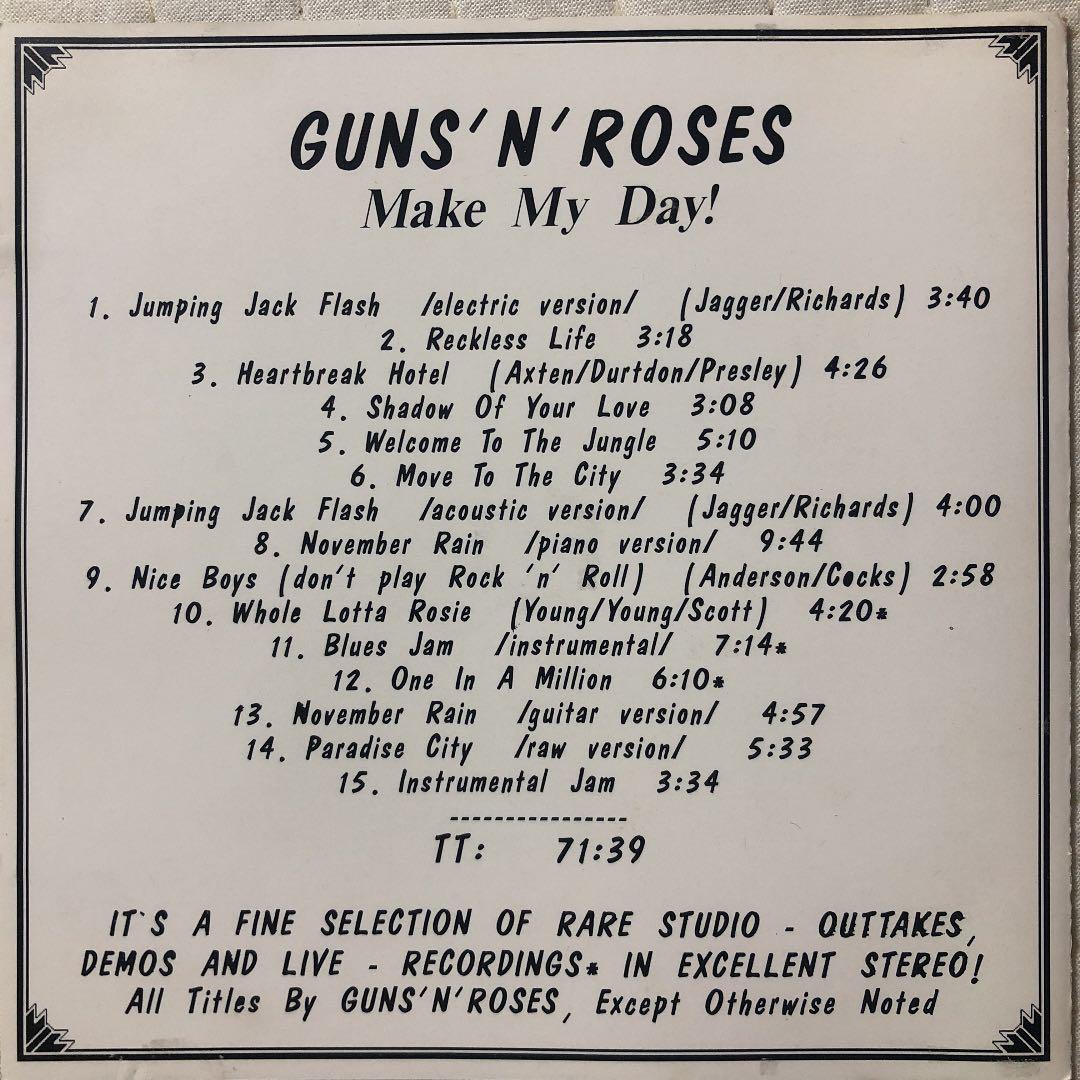 GUNS'N'ROSES
Make My Day!
1. Jumping Jack Flash /electric version/ (Jagger/Richards) 3:40
2. Reckless Life 3:18
3. Heartbreak Hotel (Axten/Durtdon/Presley) 4:26
4. Shadow Of Your Love 3:08
5. Welcome To The Jungle 5:10
6. Move To The City 3:34
7. Jumping Jack Flash /acoustic version/ (Jagger/Richards) 4:00
8. November Rain /piano version/ 9:44
9. Nice Boys (don't play Rock 'n' Roll) (Anderson/Cocks) 2:58
10. Whole Lotta Rosie (Young/Young/Scott) 4:20*
11. Blues Jam /instrumental/ 7:14*
12. One In A Million 6:10*
13. November Rain /guitar version/ 4:57
14. Paradise City /raw version/ 5:33
15. Instrumental Jam 3:34
----------------
TT: 71:39
IT`S A FINE SELECTION OF RARE STUDIO - OUTTAKES,
DEMOS AND LIVE - RECORDINGS* IN EXCELLENT STEREO!
All Titles By GUNS'N'ROSES, Except Otherwise Noted